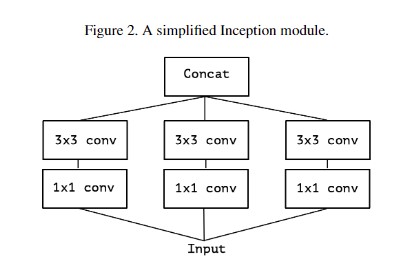 Figure 2. A simplified Inception module.
Concat
3x3 conv 3x3 conv 3x3 conv
1x1 conv 1x1 conv 1x1 conv
Input